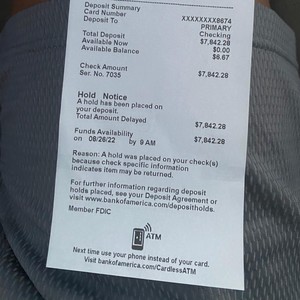 Deposit Summary
Card Number XXXXXXXX8674
Deposit To PRIMARY
Checking
Total Deposit $7,842.28
Available Now $0.00
Available Balance $6.67
Check Amount
Ser. No. 7035 $7,842.28
Hold Notice
A hold has been placed on
your deposit.
Total Amount Delayed $7,842.28
Funds Availability
on 08/26/22 by 9 AM $7,842.28
Reason: A hold was placed on your check(s)
because check specific information
indicates item may be returned.
For further information regarding deposit
holds placed, see your Deposit Agreement or
visit www.bankofamerica.com/depositholds.
Member FDIC
ATM
Next time use your phone instead of your card.
Visit bankofamerica.com/CardlessATM